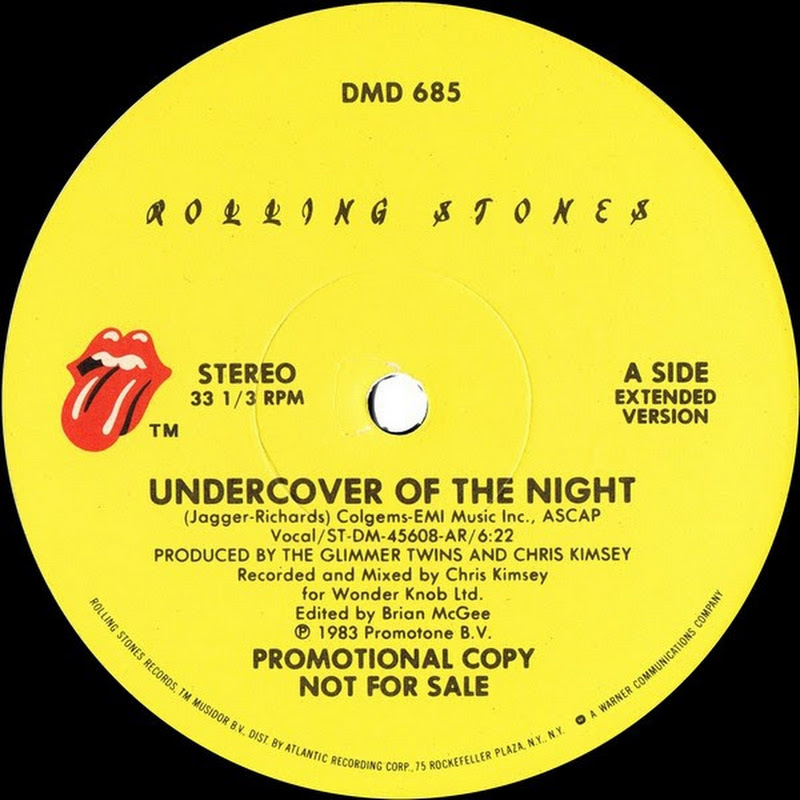 DMD 685
ROLLING STONES
STEREO
33 1/3 RPM
TM
A SIDE
EXTENDED
VERSION
UNDERCOVER OF THE NIGHT
(Jagger-Richards) Colgems-EMI Music Inc., ASCAP
Vocal/ST-DM-45608-AR/6:22
PRODUCED BY THE GLIMMER TWINS AND CHRIS KIMSEY
Recorded and Mixed by Chris Kimsey
for Wonder Knob Ltd.
Edited by Brian McGee
℗ 1983 Promotone B.V.
PROMOTIONAL COPY
NOT FOR SALE
ROLLING STONES RECORDS, TM MUSIDOR B.V., DIST. BY ATLANTIC RECORDING CORP., 75 ROCKEFELLER PLAZA, N.Y., N.Y. A WARNER COMMUNICATIONS COMPANY